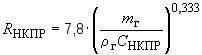 R_НКПР = 7,8·(m_г / ρ_г C_НКПР)^0,333